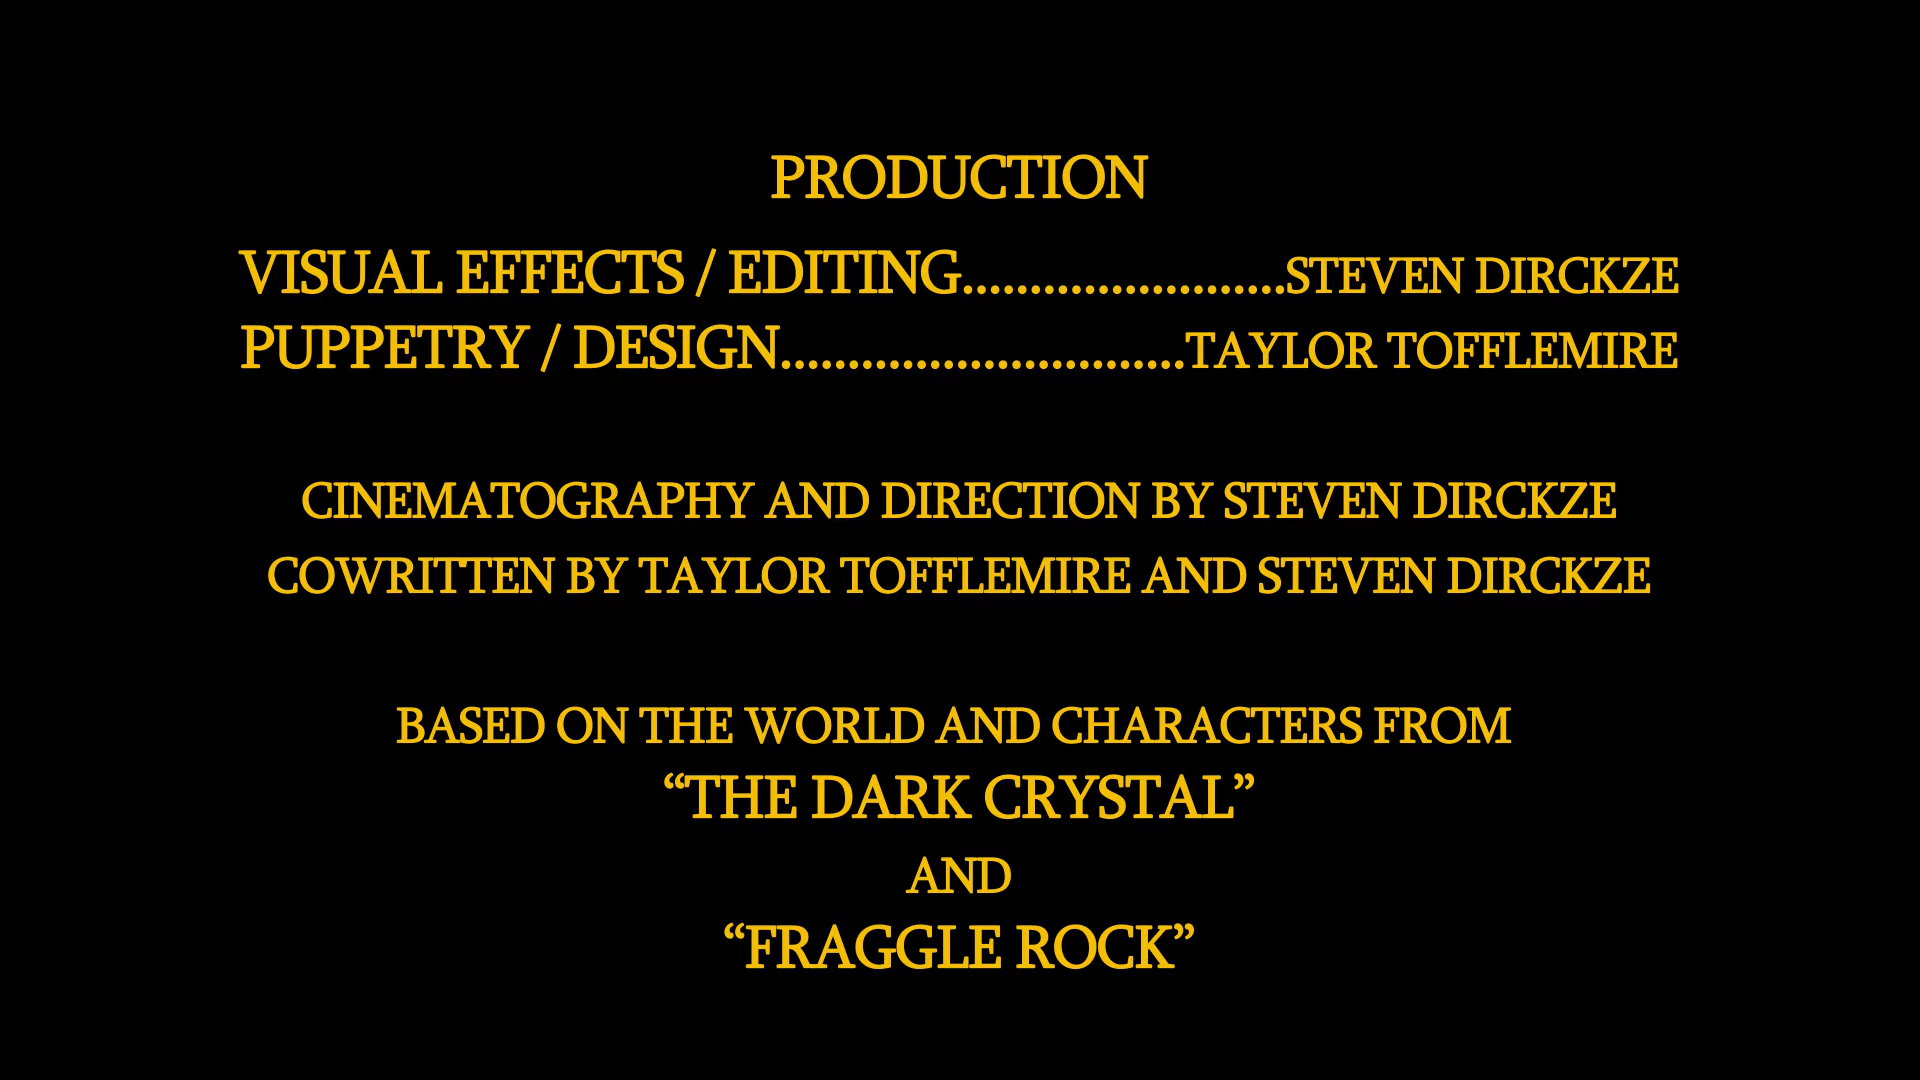 PRODUCTION
VISUAL EFFECTS / EDITING........................STEVEN DIRCKZE
PUPPETRY / DESIGN..............................TAYLOR TOFFLEMIRE
CINEMATOGRAPHY AND DIRECTION BY STEVEN DIRCKZE
COWRITTEN BY TAYLOR TOFFLEMIRE AND STEVEN DIRCKZE
BASED ON THE WORLD AND CHARACTERS FROM
“THE DARK CRYSTAL”
AND
“FRAGGLE ROCK”